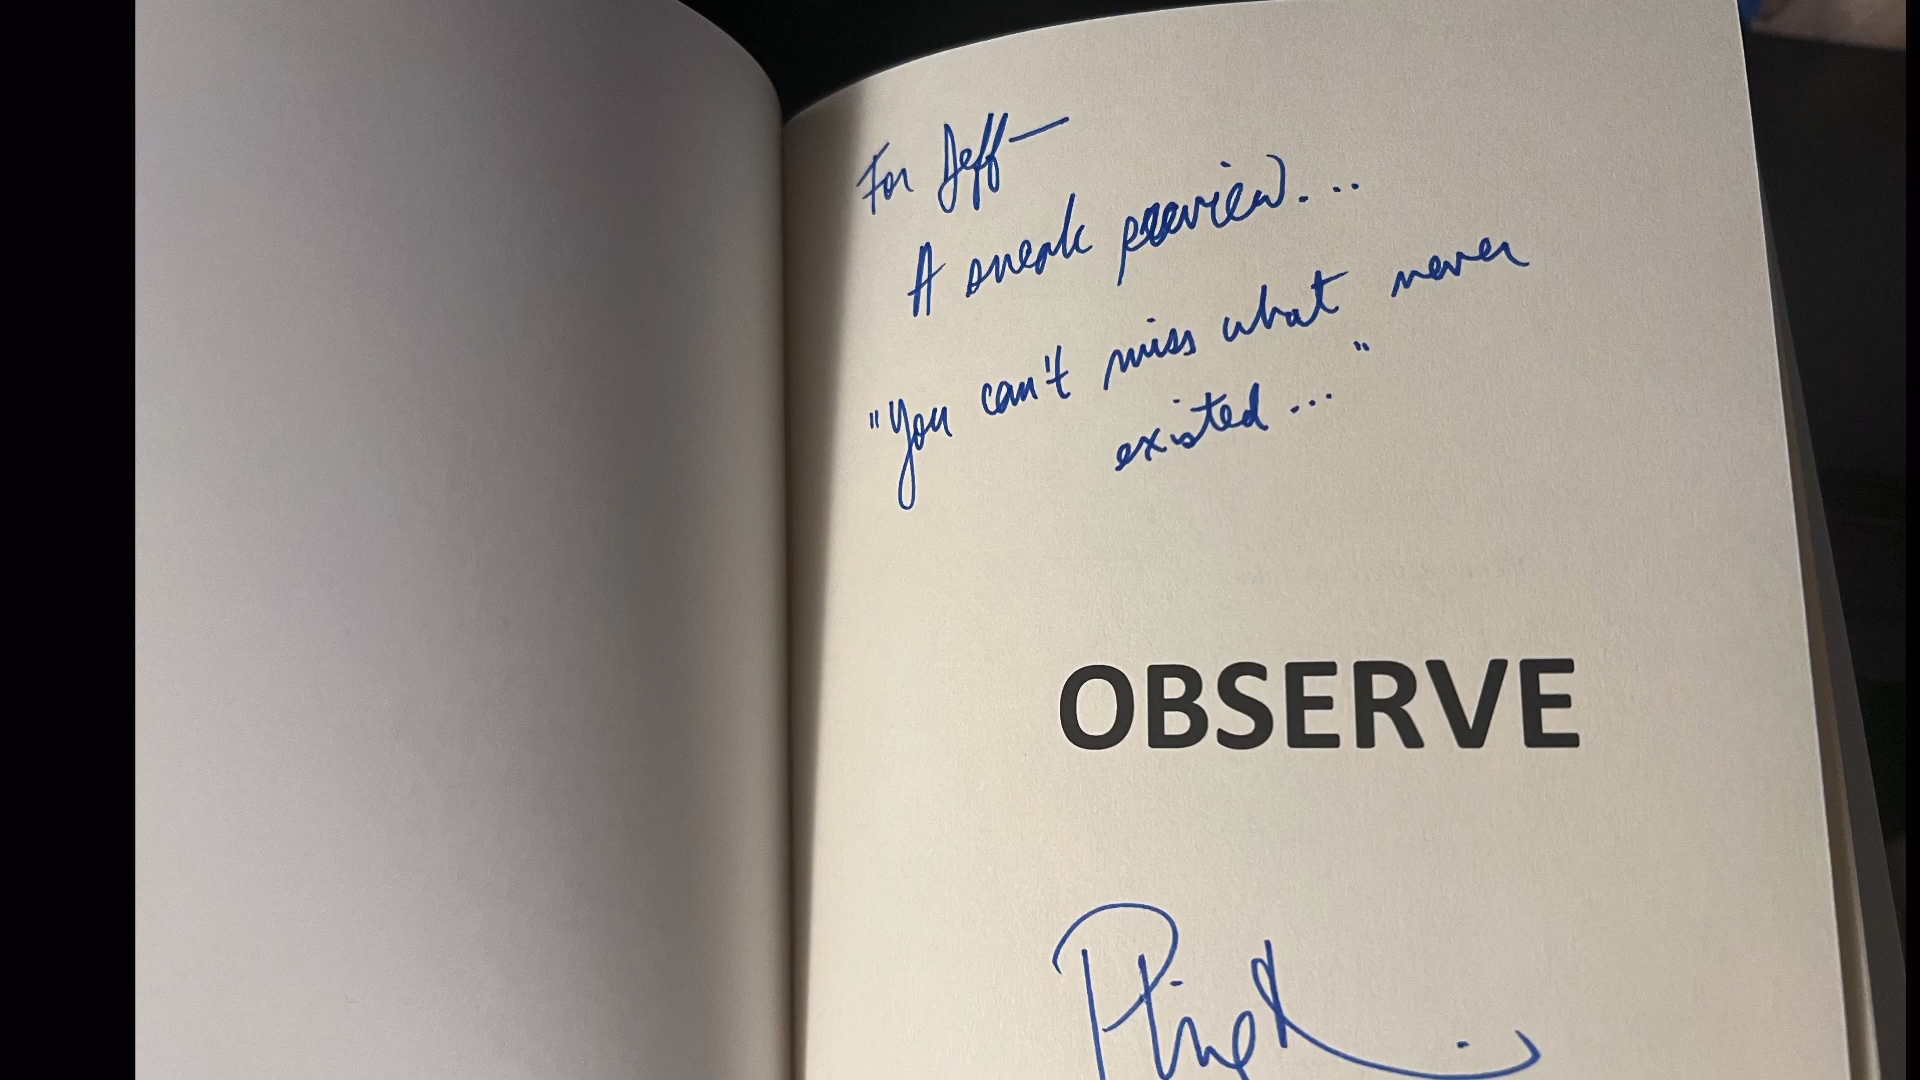 For Jeff—
A sneak preview....
"You can't miss what never
existed..."
OBSERVE